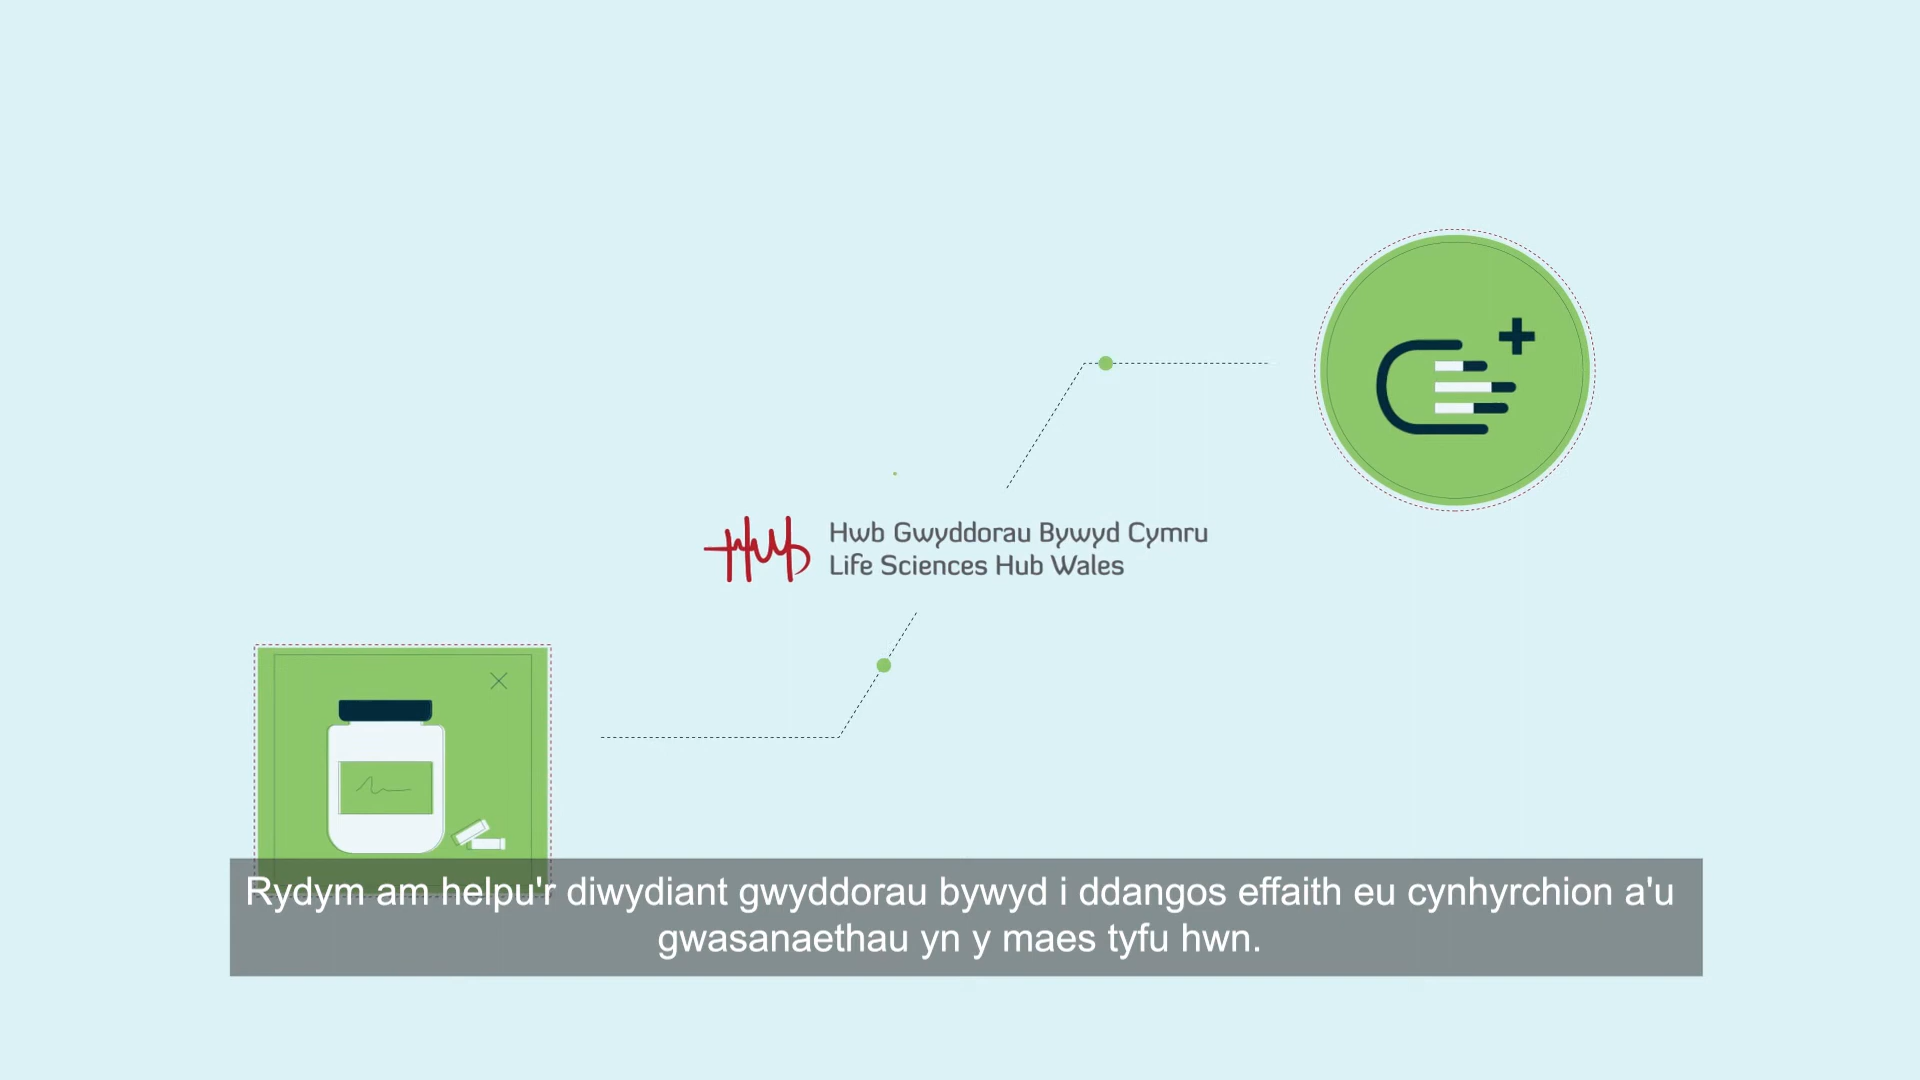 Hub
Hwb Gwyddorau Bywyd Cymru
Life Sciences Hub Wales
Rydym am helpu'r diwydiant gwyddorau bywyd i ddangos effaith eu cynhyrchion a'u
gwasanaethau yn y maes tyfu hwn.